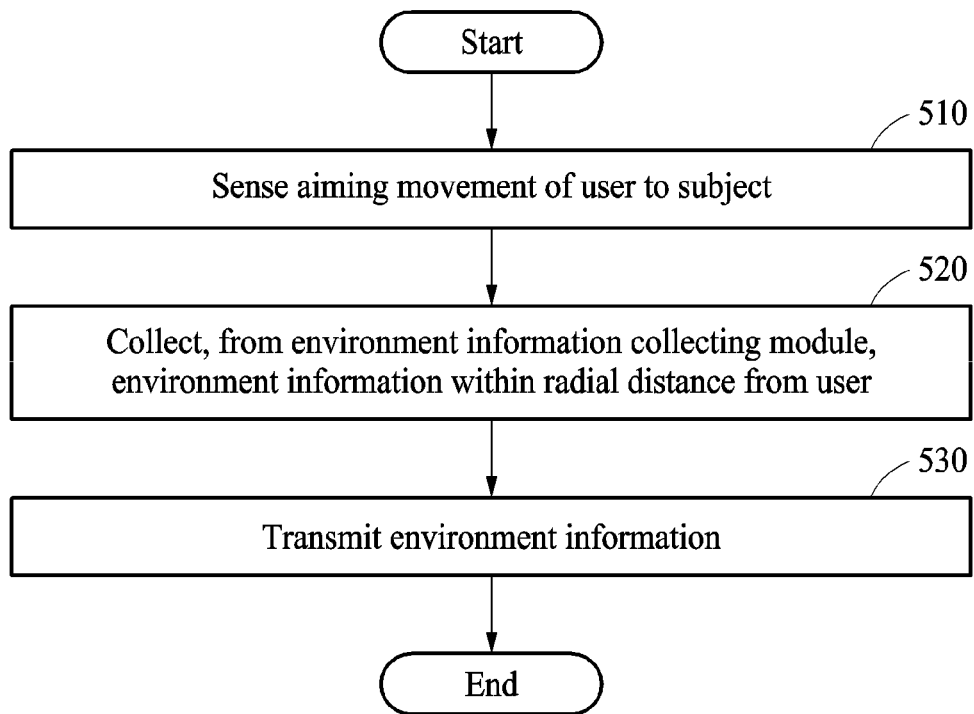 Start
510
Sense aiming movement of user to subject
520
Collect, from environment information collecting module,
environment information within radial distance from user
530
Transmit environment information
End